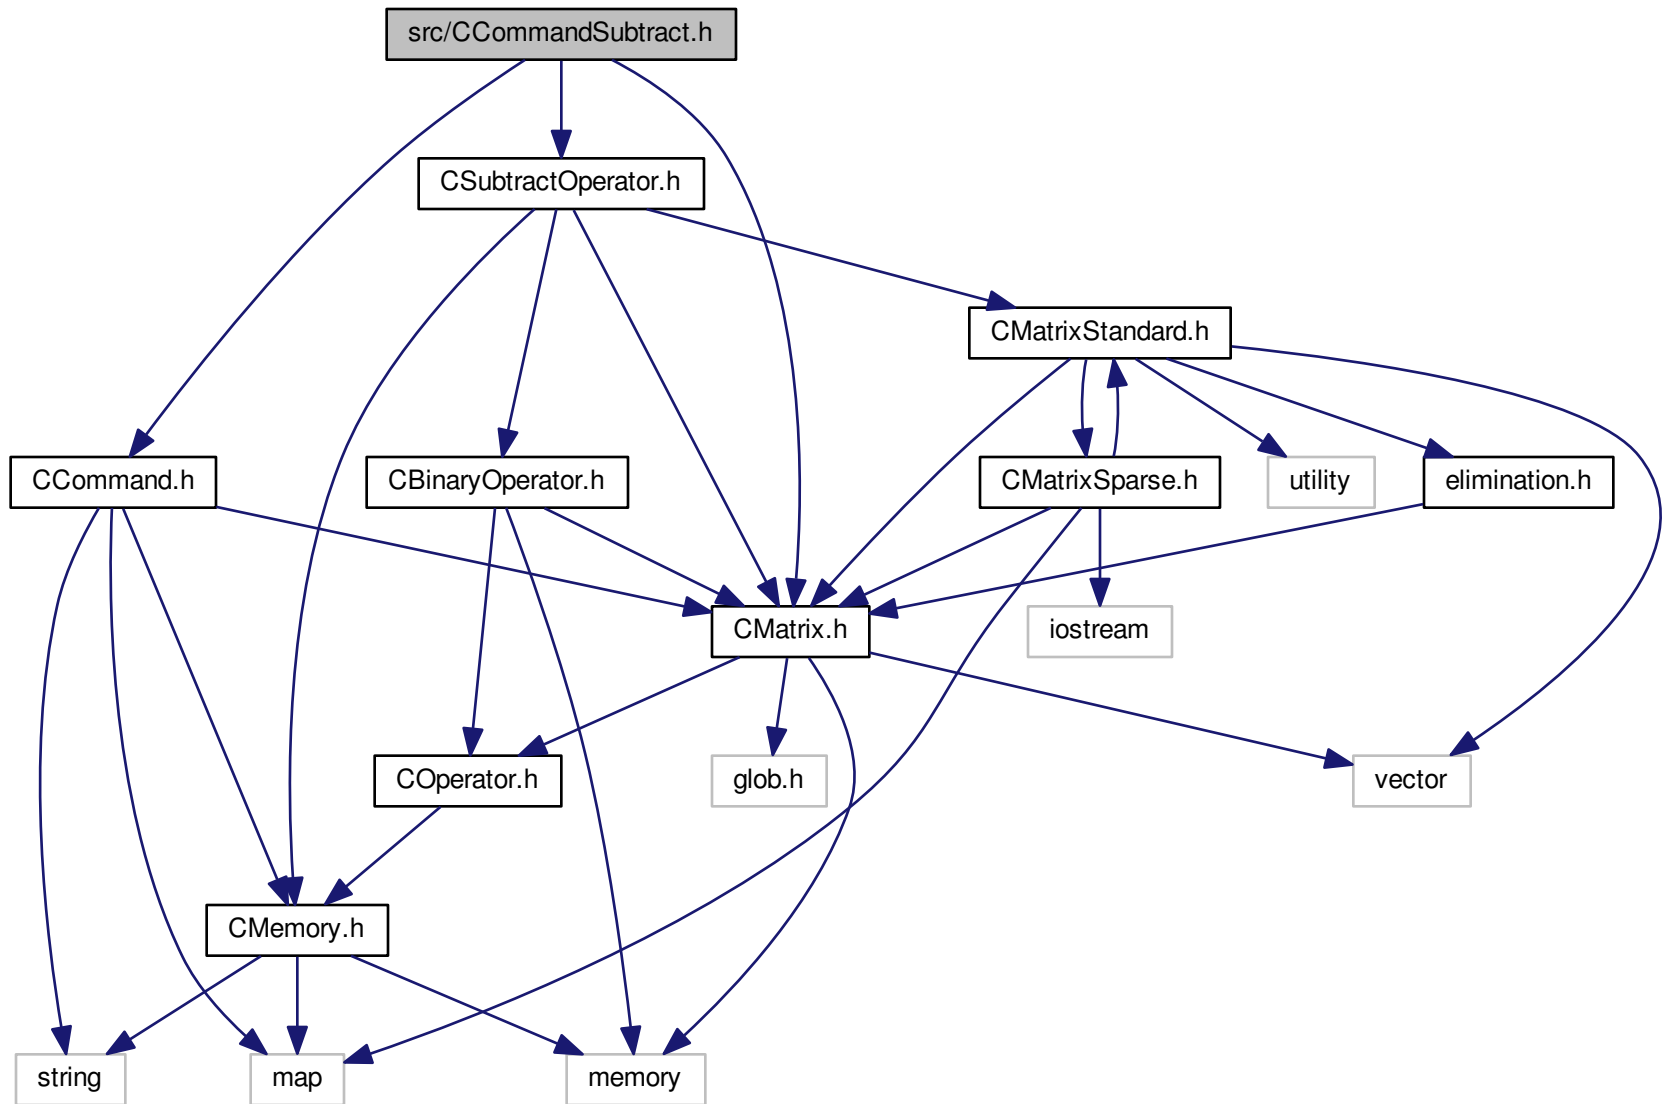 src/CCommandSubtract.h
CSubtractOperator.h
CMatrixStandard.h
CCommand.h
CBinaryOperator.h
CMatrixSparse.h
utility
elimination.h
CMatrix.h
iostream
COperator.h
glob.h
vector
CMemory.h
string
map
memory